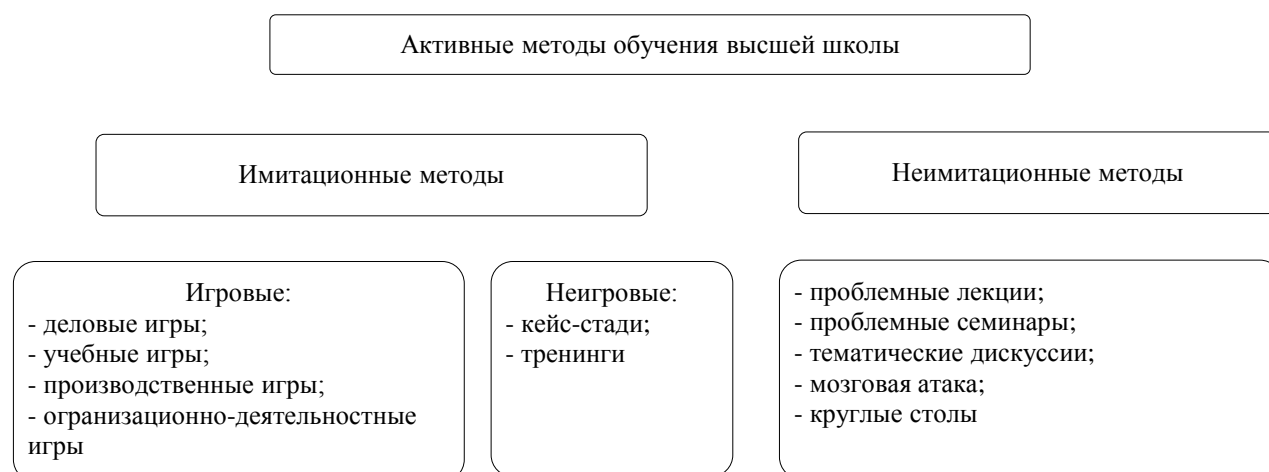 Активные методы обучения высшей школы
Имитационные методы
Неимитационные методы
Игровые:
- деловые игры;
- учебные игры;
- производственные игры;
- огранизационно-деятельностные
игры
Неигровые:
- кейс-стади;
- тренинги
- проблемные лекции;
- проблемные семинары;
- тематические дискуссии;
- мозговая атака;
- круглые столы